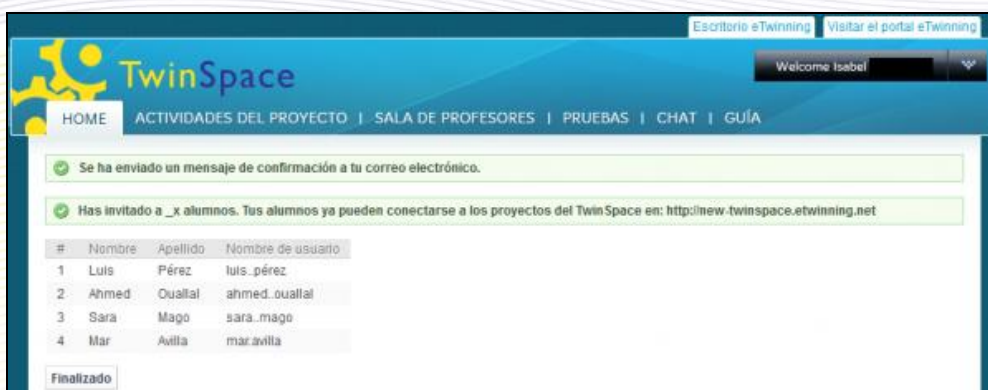 Escritorio eTwinning Visitar el portal eTwinning
TwinSpace
Welcome Isabel
HOME ACTIVIDADES DEL PROYECTO | SALA DE PROFESORES | PRUEBAS | CHAT | GUÍA
Se ha enviado un mensaje de confirmación a tu correo electrónico.
Has invitado a _x alumnos. Tus alumnos ya pueden conectarse a los proyectos del TwinSpace en: http://new-twinspace.etwinning.net
# Nombre Apellido Nombre de usuario
1 Luis Pérez luis..pérez
2 Ahmed Ouallal ahmed..ouallal
3 Sara Mago sara..mago
4 Mar Avilla mar.avilla
Finalizado